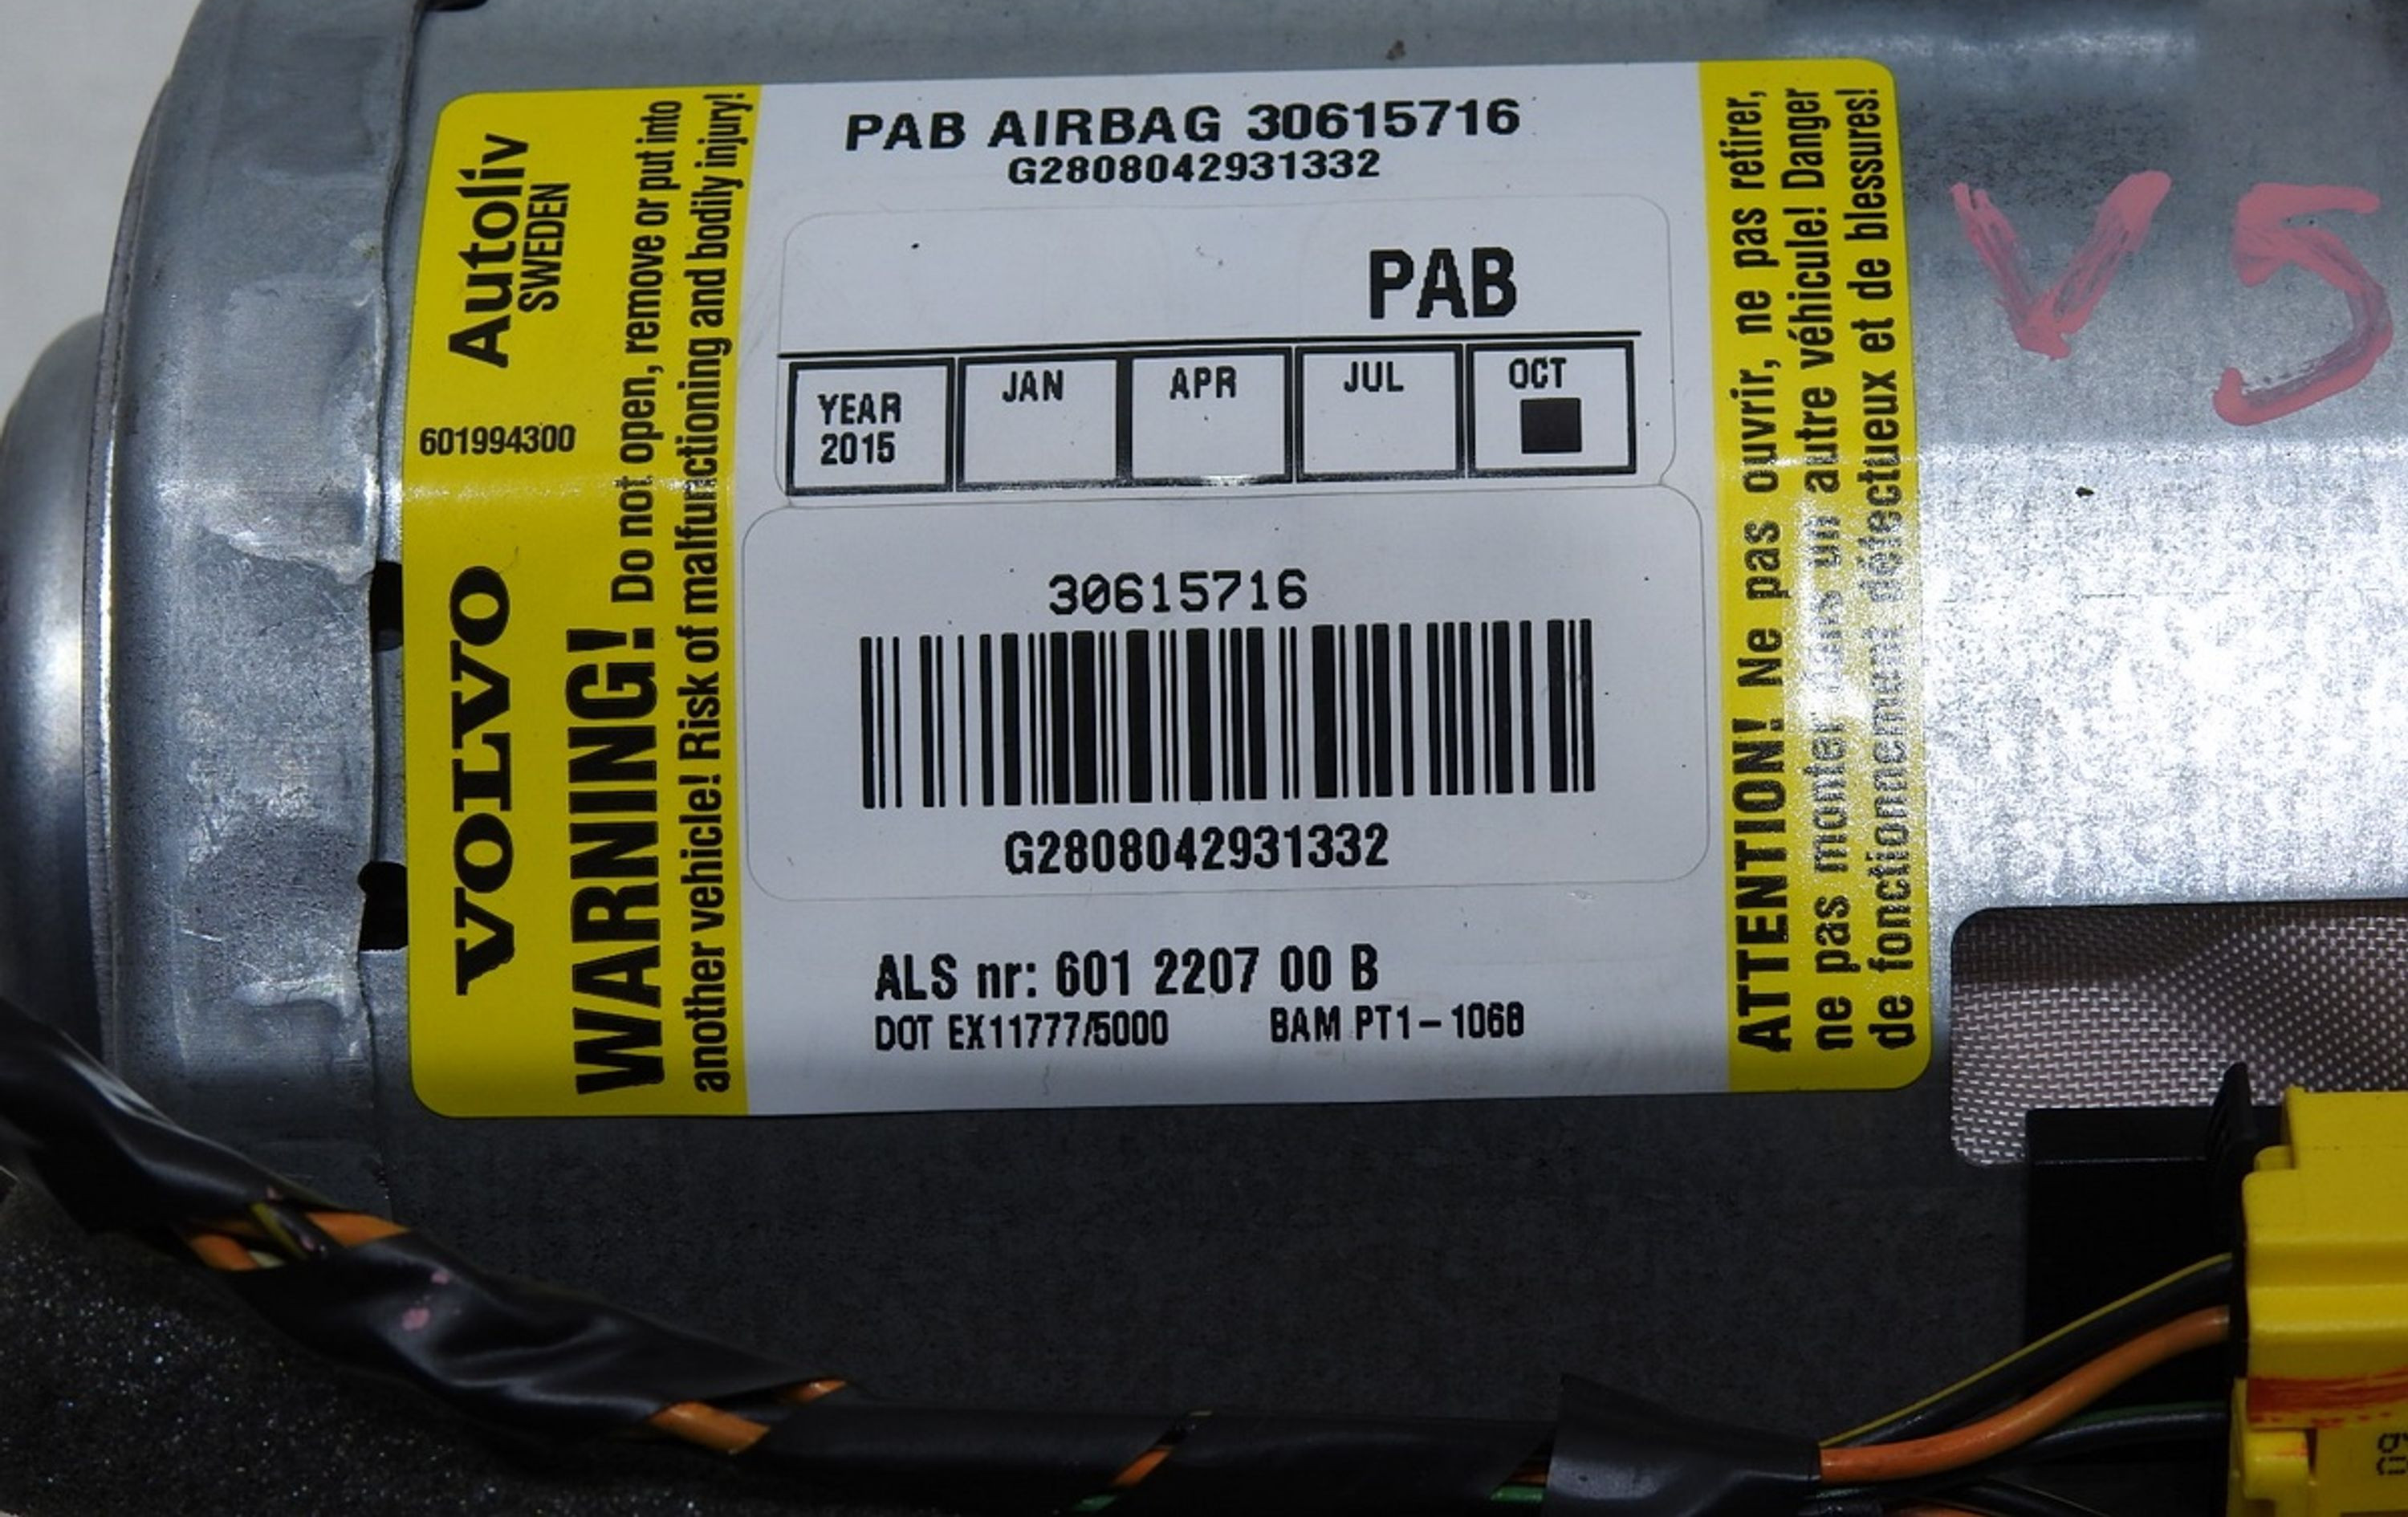 Autoliv
SWEDEN
601994300
VOLVO
WARNING! Do not open, remove or put into
another vehicle! Risk of malfunctioning and bodily injury!
PAB AIRBAG 30615716
G2808042931332
PAB
YEAR 2015 JAN APR JUL OCT
30615716
G2808042931332
ALS nr: 601 2207 00 B
DOT EX11777/5000 BAM PT1-1068
ATTENTION! Ne pas ouvrir, ne pas retirer,
ne pas monter dans un autre véhicule! Danger
de fonctionement détectueux et de blessures!
V5